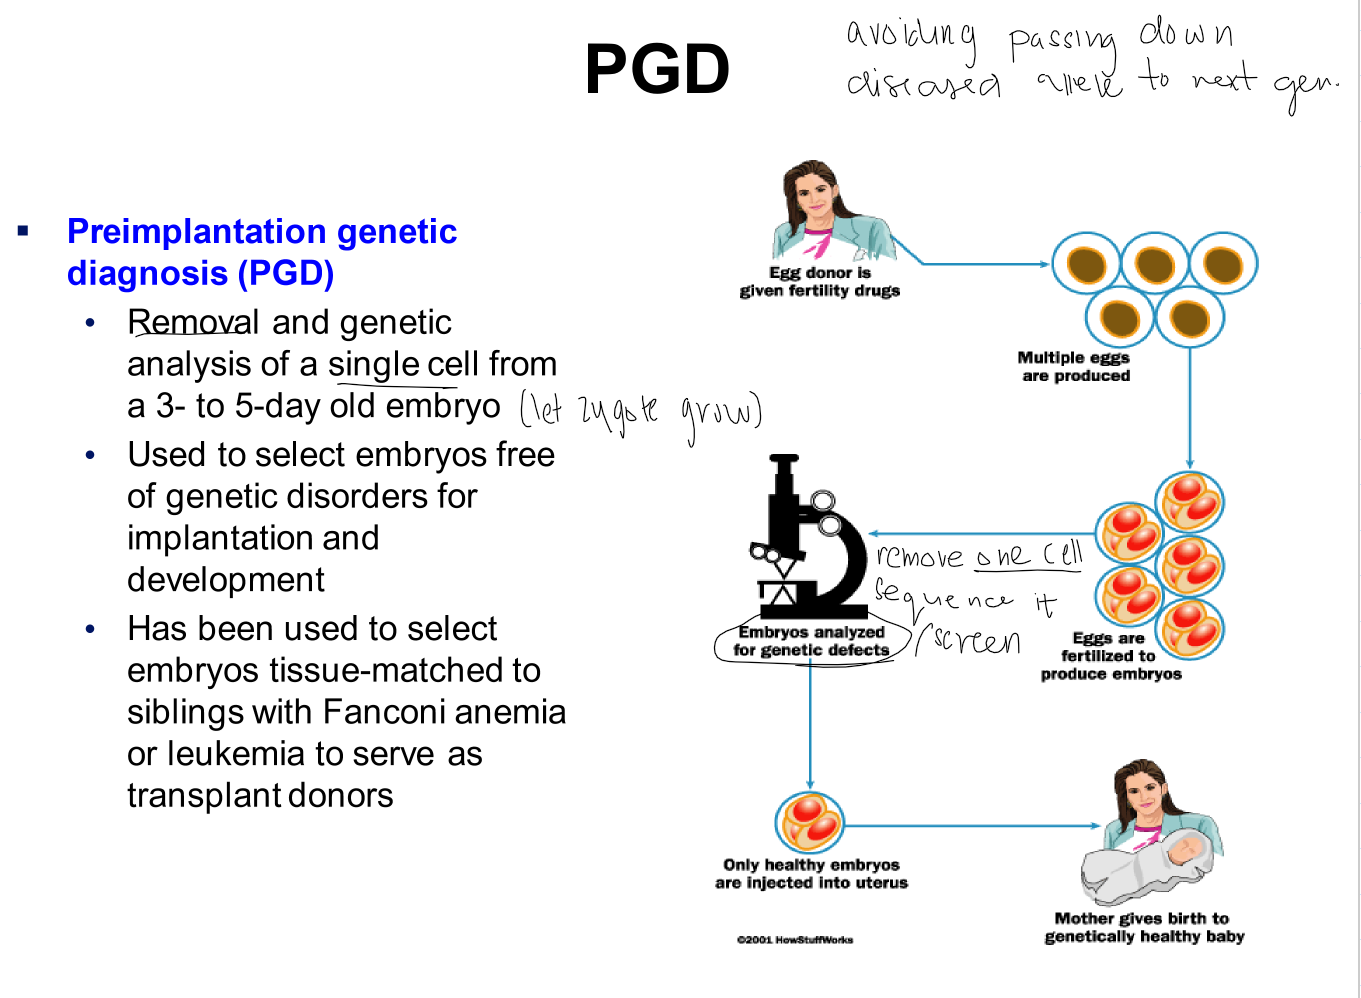 PGD
avoiding passing down
diseased allele to next gen.
▪ Preimplantation genetic
diagnosis (PGD)
• Removal and genetic
analysis of a single cell from
a 3- to 5-day old embryo (let zygote grow)
• Used to select embryos free
of genetic disorders for
implantation and
development
• Has been used to select
embryos tissue-matched to
siblings with Fanconi anemia
or leukemia to serve as
transplant donors
Egg donor is
given fertility drugs
Multiple eggs
are produced
Eggs are
fertilized to
produce embryos
remove one cell
sequence it
/screen
Embryos analyzed
for genetic defects
Only healthy embryos
are injected into uterus
Mother gives birth to
genetically healthy baby
©2001 HowStuffWorks